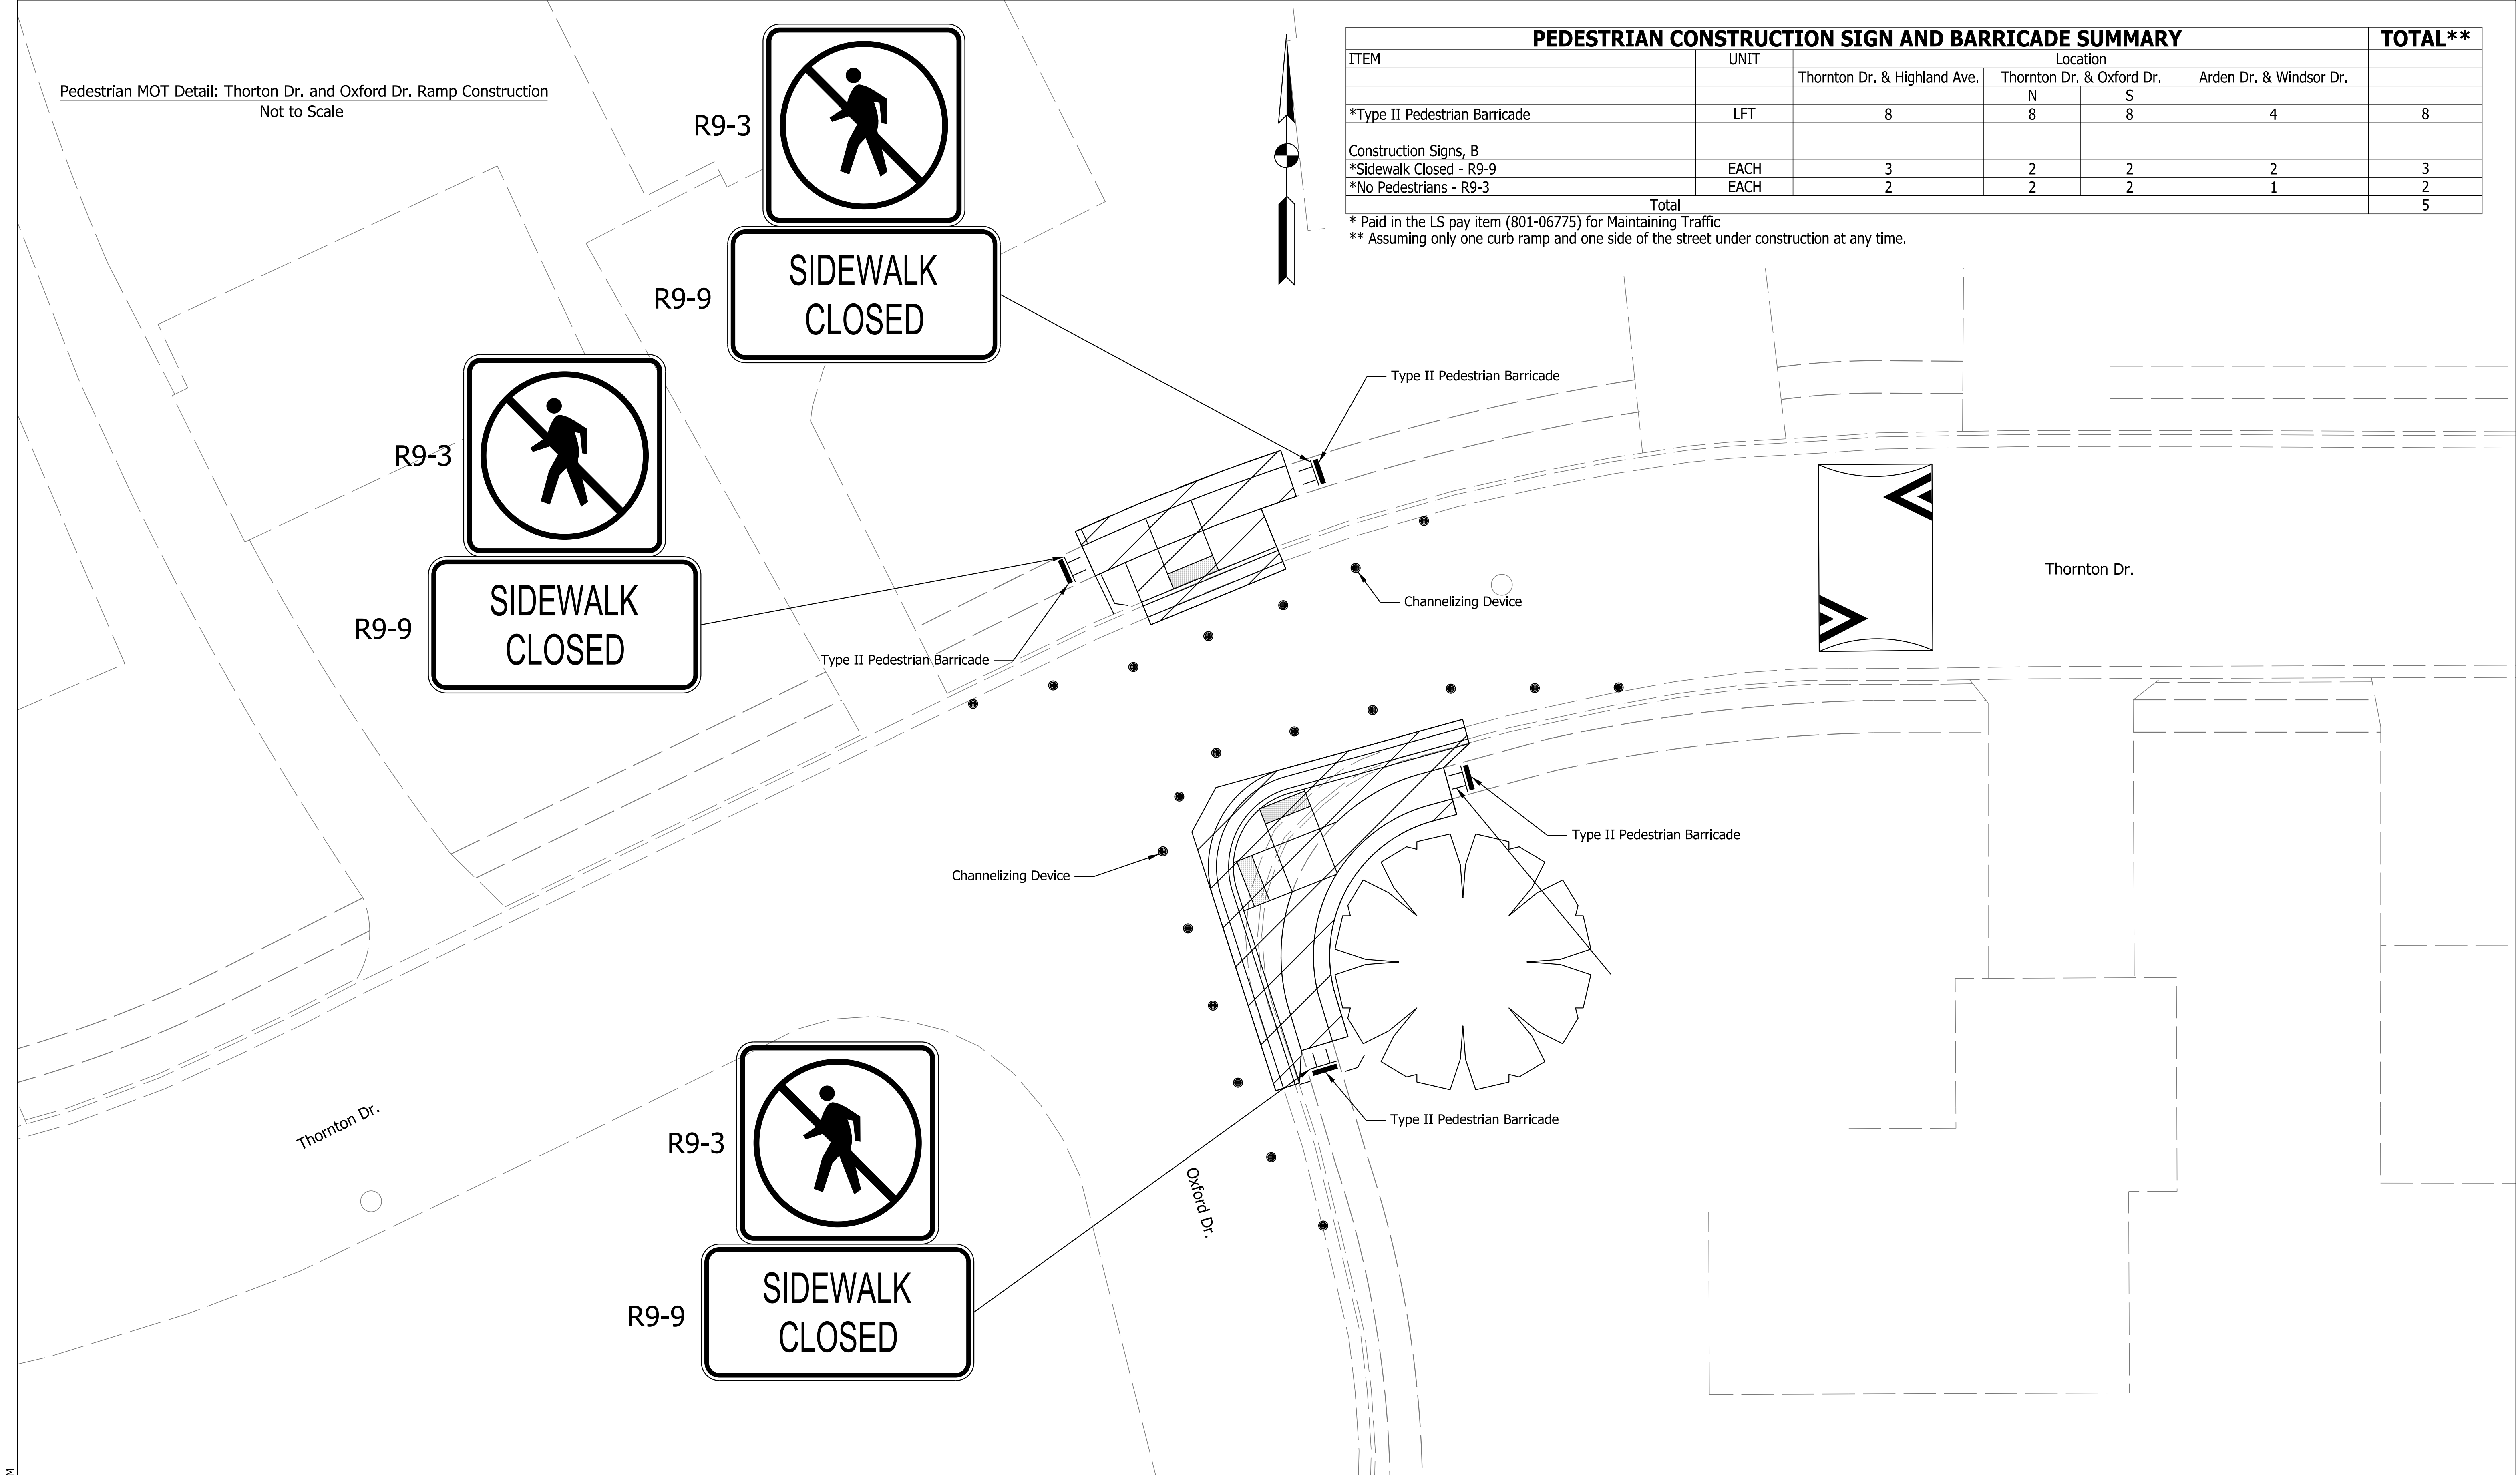 Pedestrian MOT Detail: Thorton Dr. and Oxford Dr. Ramp Construction
Not to Scale
PEDESTRIAN CONSTRUCTION SIGN AND BARRICADE SUMMARY TOTAL**
ITEM UNIT Location
Thornton Dr. & Highland Ave. Thornton Dr. & Oxford Dr. Arden Dr. & Windsor Dr.
N S
*Type II Pedestrian Barricade LFT 8 8 8 4 8
Construction Signs, B
*Sidewalk Closed - R9-9 EACH 3 2 2 2 3
*No Pedestrians - R9-3 EACH 2 2 2 1 2
Total 5
* Paid in the LS pay item (801-06775) for Maintaining Traffic
** Assuming only one curb ramp and one side of the street under construction at any time.
R9-3
R9-9
SIDEWALK
CLOSED
R9-3
R9-9
SIDEWALK
CLOSED
Type II Pedestrian Barricade
Thornton Dr.
Channelizing Device
Type II Pedestrian Barricade
Type II Pedestrian Barricade
Channelizing Device
Type II Pedestrian Barricade
Thornton Dr.
Oxford Dr.
R9-3
R9-9
SIDEWALK
CLOSED
M